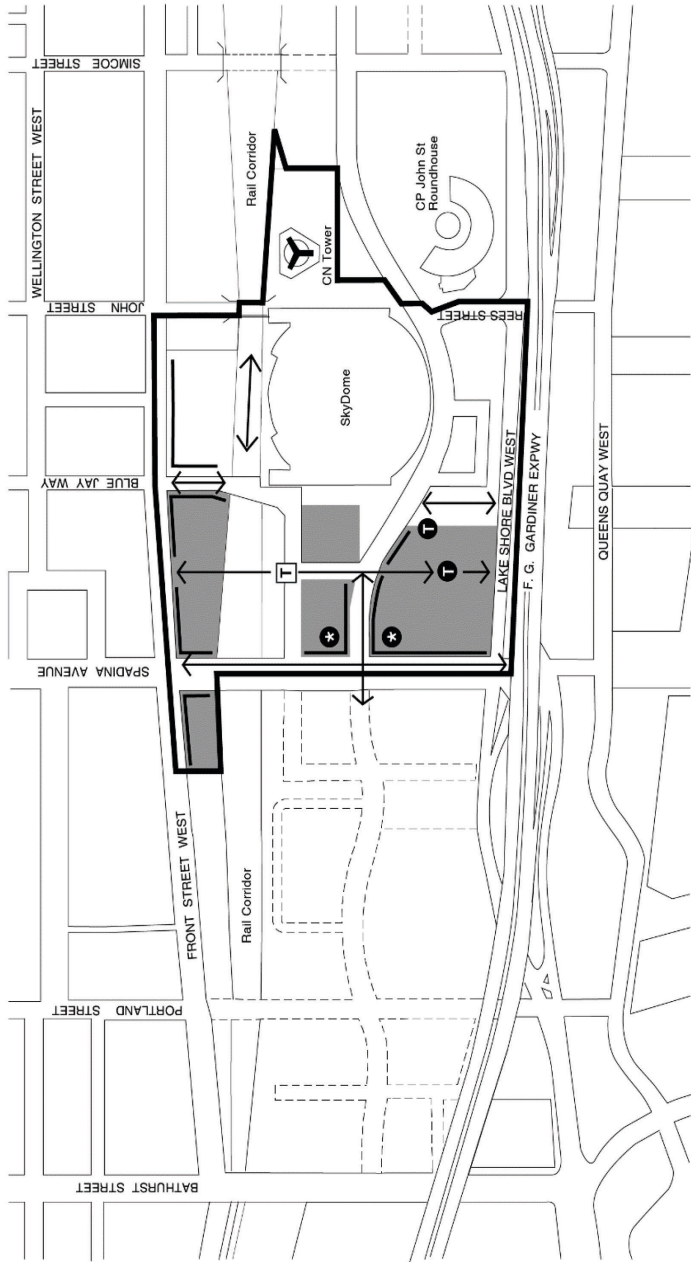 SIMCOE STREET
WELLINGTON STREET WEST
Rail Corridor
CP John St
Roundhouse
CN Tower
JOHN STREET
REES STREET
SkyDome
BLUE JAY WAY
LAKE SHORE BLVD WEST
F. G. GARDINER EXPWY
QUEENS QUAY WEST
T
T
T
*
*
SPADINA AVENUE
FRONT STREET WEST
Rail Corridor
PORTLAND STREET
BATHURST STREET